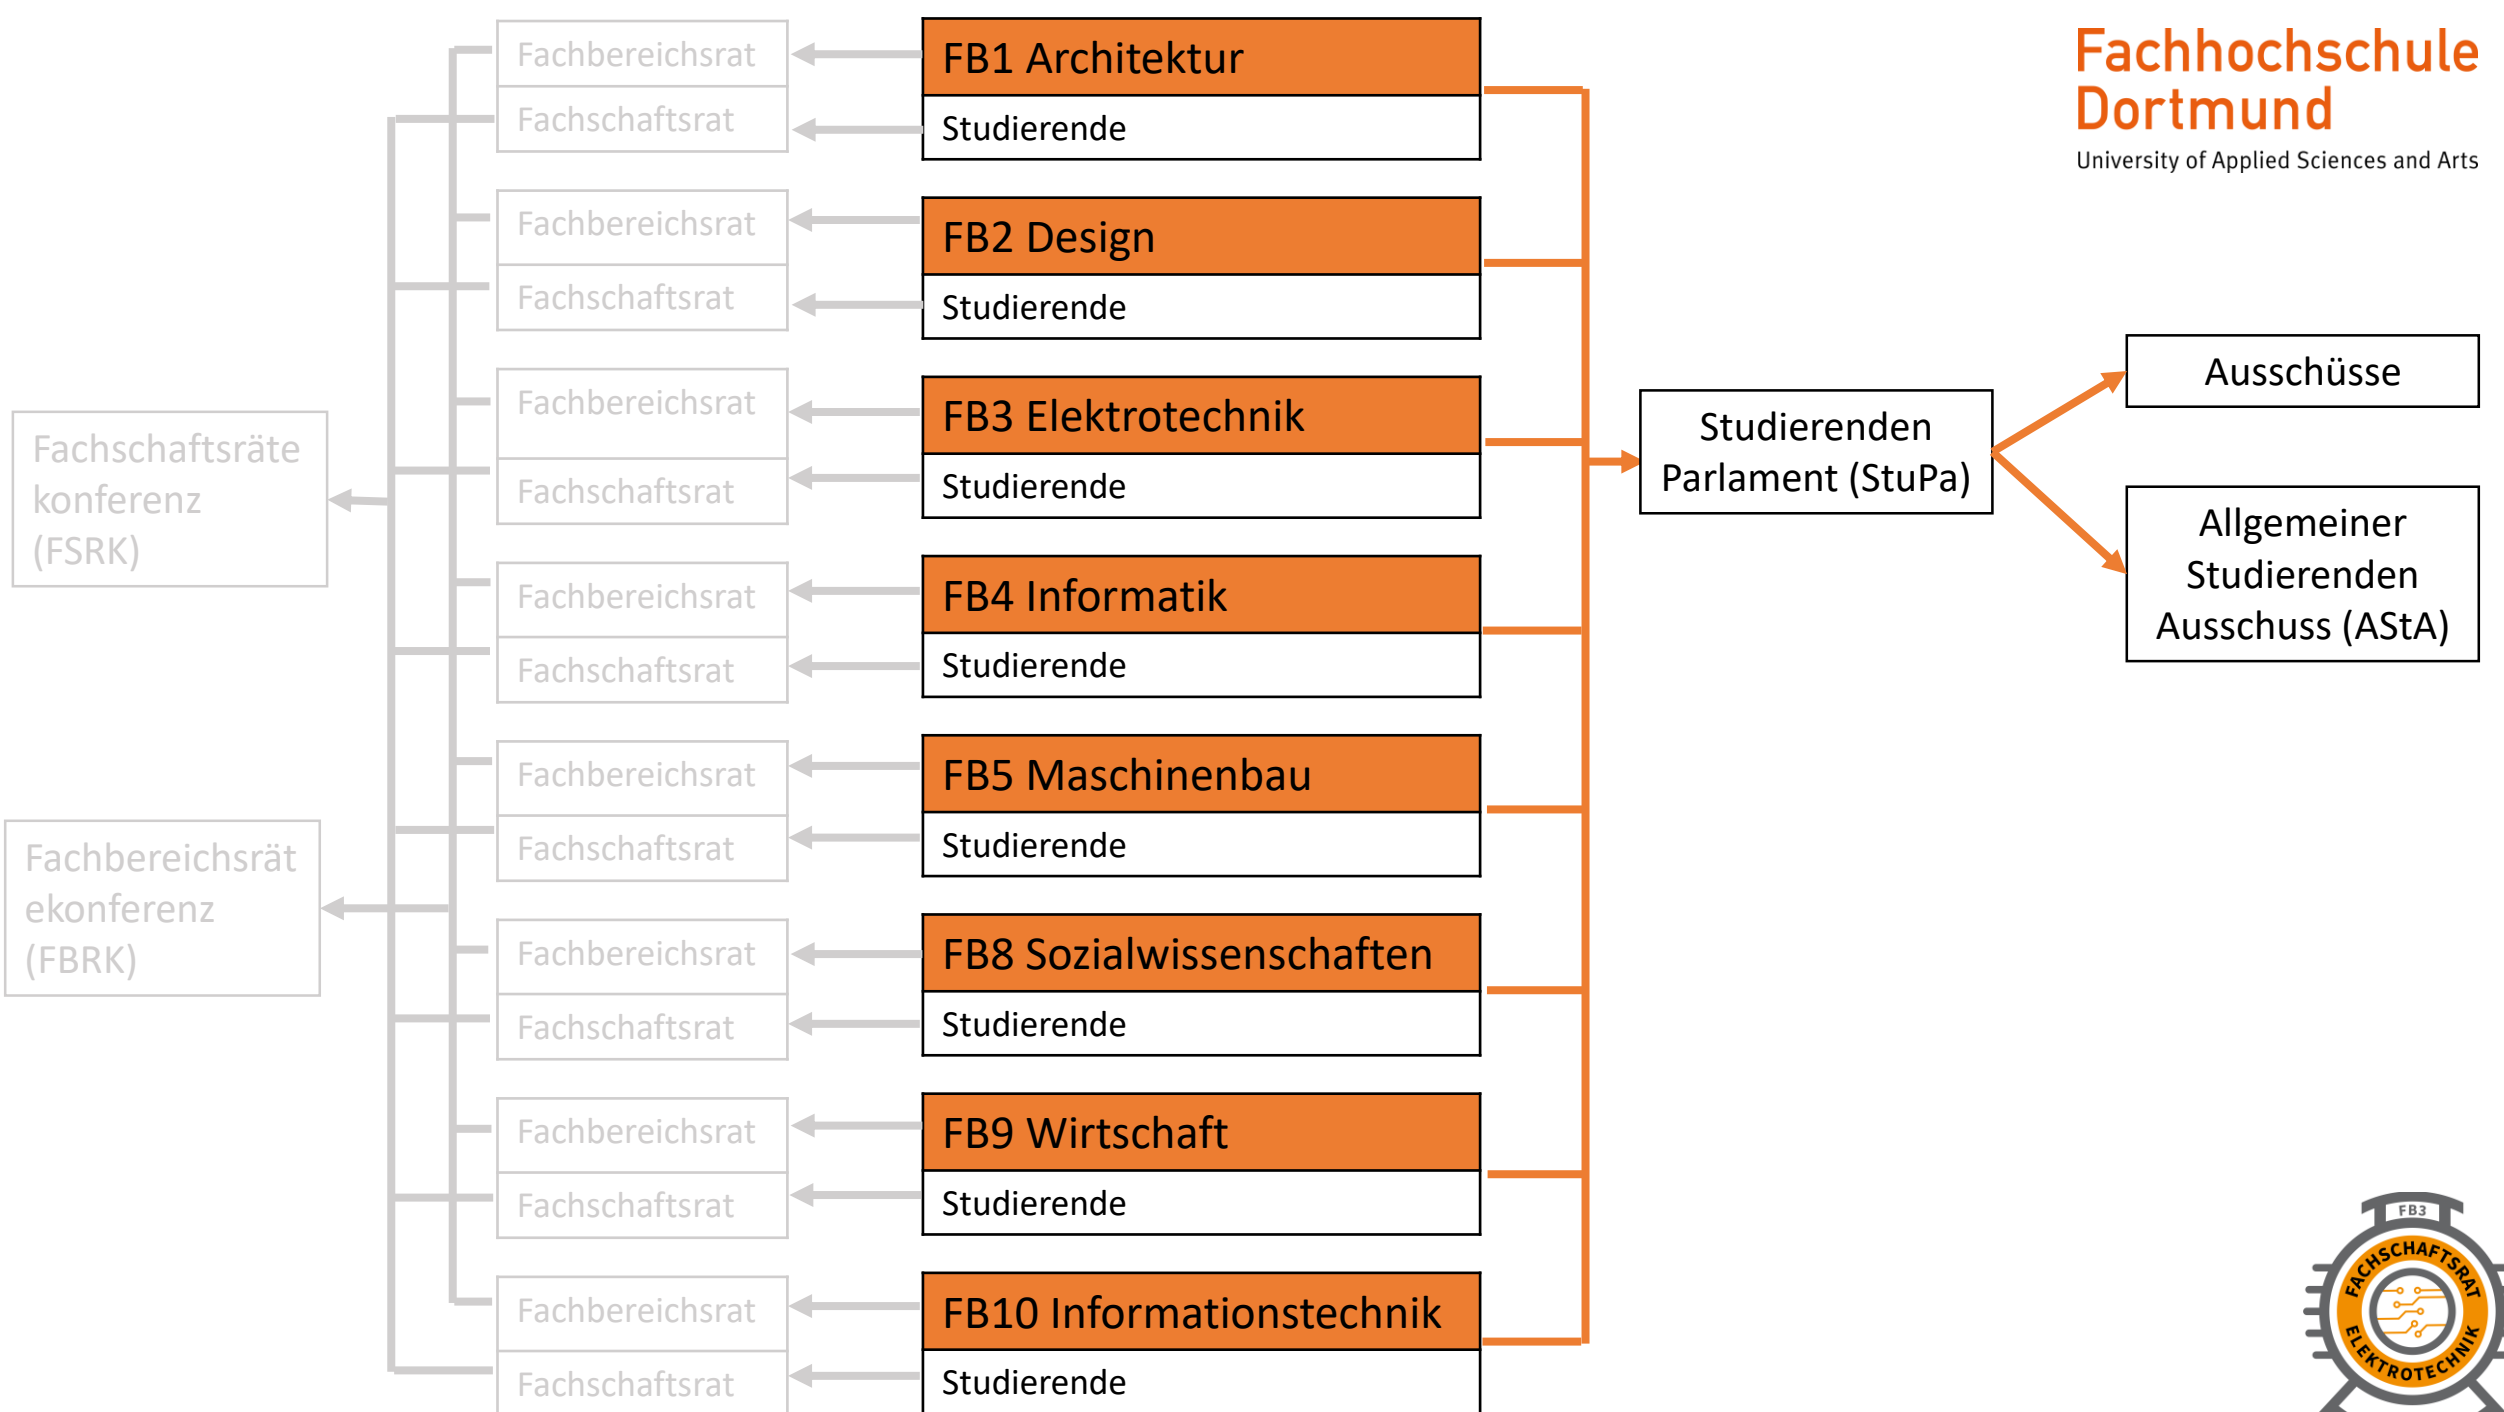 Fachhochschule
Dortmund
University of Applied Sciences and Arts
Fachschaftsräte
konferenz
(FSRK)
Fachbereichsrät
ekonferenz
(FBRK)
Fachbereichsrat
Fachschaftsrat
FB1 Architektur
Studierende
Fachbereichsrat
Fachschaftsrat
FB2 Design
Studierende
Fachbereichsrat
Fachschaftsrat
FB3 Elektrotechnik
Studierende
Fachbereichsrat
Fachschaftsrat
FB4 Informatik
Studierende
Fachbereichsrat
Fachschaftsrat
FB5 Maschinenbau
Studierende
Fachbereichsrat
Fachschaftsrat
FB8 Sozialwissenschaften
Studierende
Fachbereichsrat
Fachschaftsrat
FB9 Wirtschaft
Studierende
Fachbereichsrat
Fachschaftsrat
FB10 Informationstechnik
Studierende
Studierenden
Parlament (StuPa)
Ausschüsse
Allgemeiner
Studierenden
Ausschuss (AStA)
FB3
FACHSCHAFTSRAT
ELEKTROTECHNIK